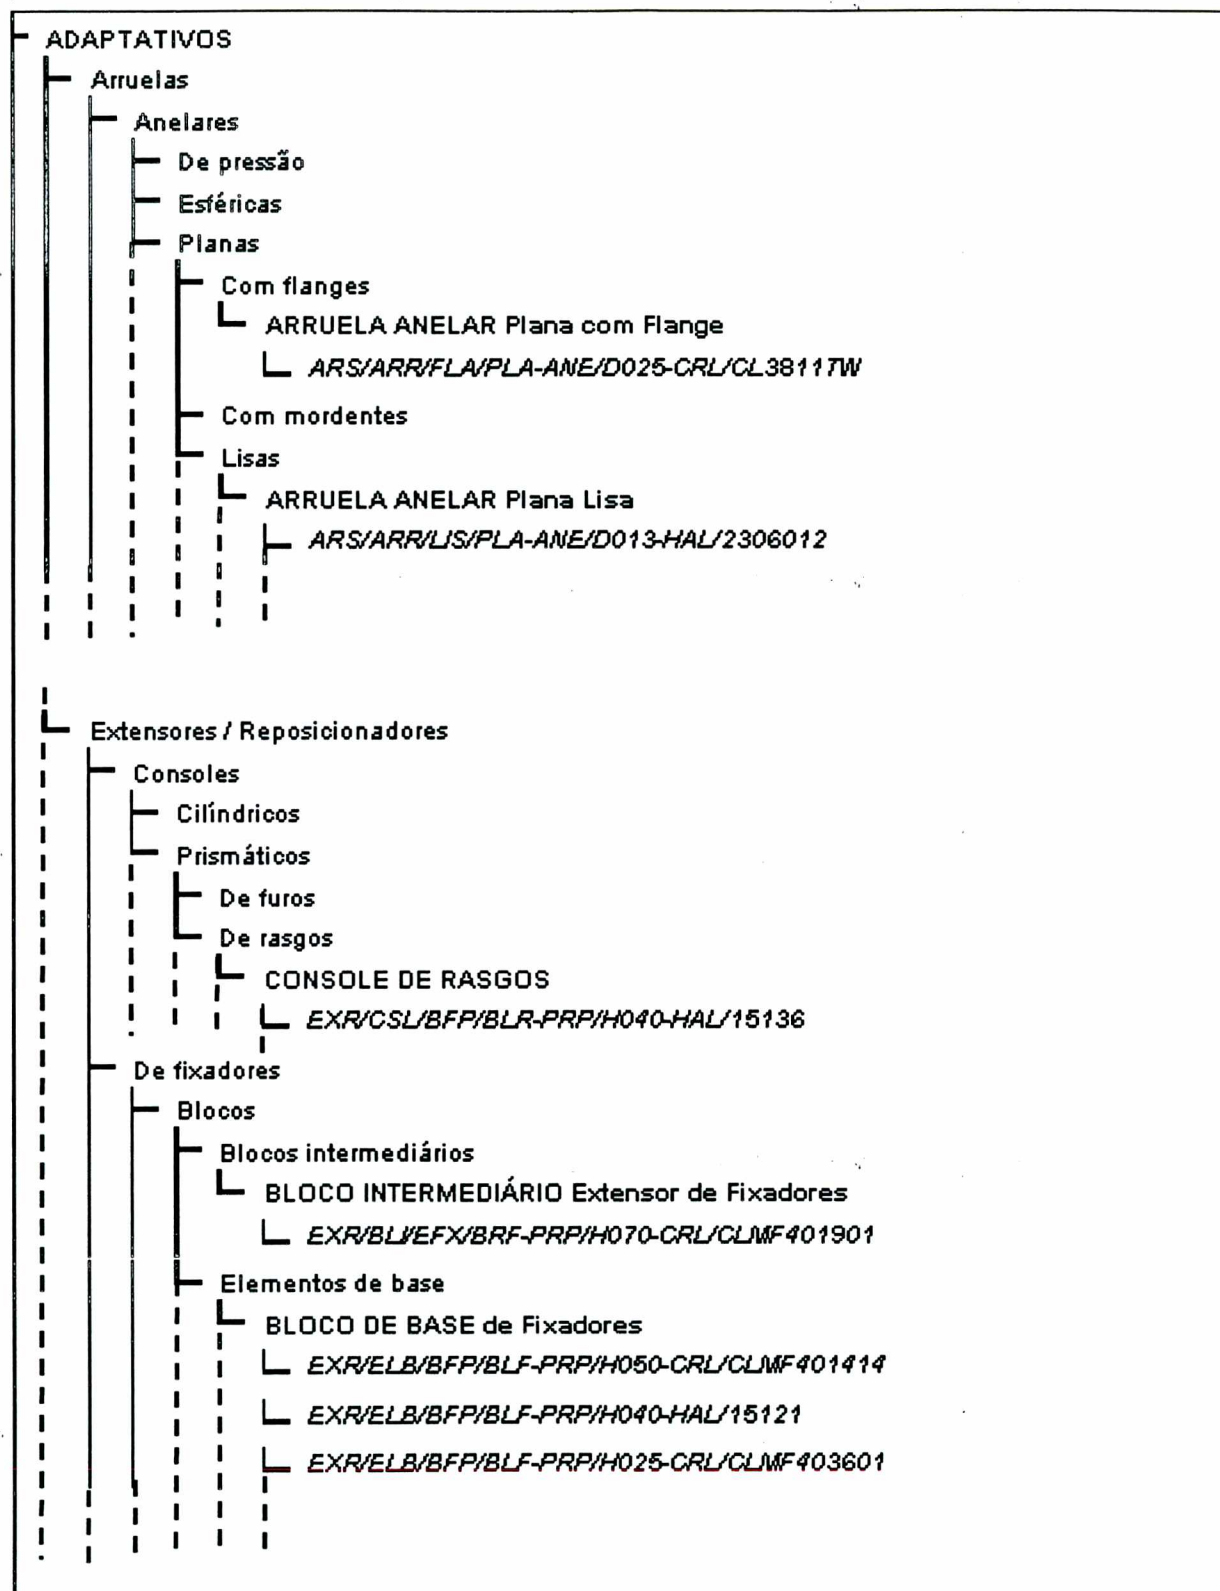 ADAPTATIVOS
Arruelas
Anelares
De pressão
Esféricas
Planas
Com flanges
ARRUELA ANELAR Plana com Flange
ARS/ARR/FLA/PLA-ANE/D025-CRL/CL38117W
Com mordentes
Lisas
ARRUELA ANELAR Plana Lisa
ARS/ARR/LIS/PLA-ANE/D013-HAL/2306012
Extensores / Reposicionadores
Consoles
Cilíndricos
Prismáticos
De furos
De rasgos
CONSOLE DE RASGOS
EXR/CSL/BFP/BLR-PRP/H040-HAL/15136
De fixadores
Blocos
Blocos intermediários
BLOCO INTERMEDIÁRIO Extensor de Fixadores
EXR/BLI/EFX/BRF-PRP/H070-CRL/CLMF401901
Elementos de base
BLOCO DE BASE de Fixadores
EXR/ELB/BFP/BLF-PRP/H050-CRL/CLMF401414
EXR/ELB/BFP/BLF-PRP/H040-HAL/15121
EXR/ELB/BFP/BLF-PRP/H025-CRL/CLMF403601